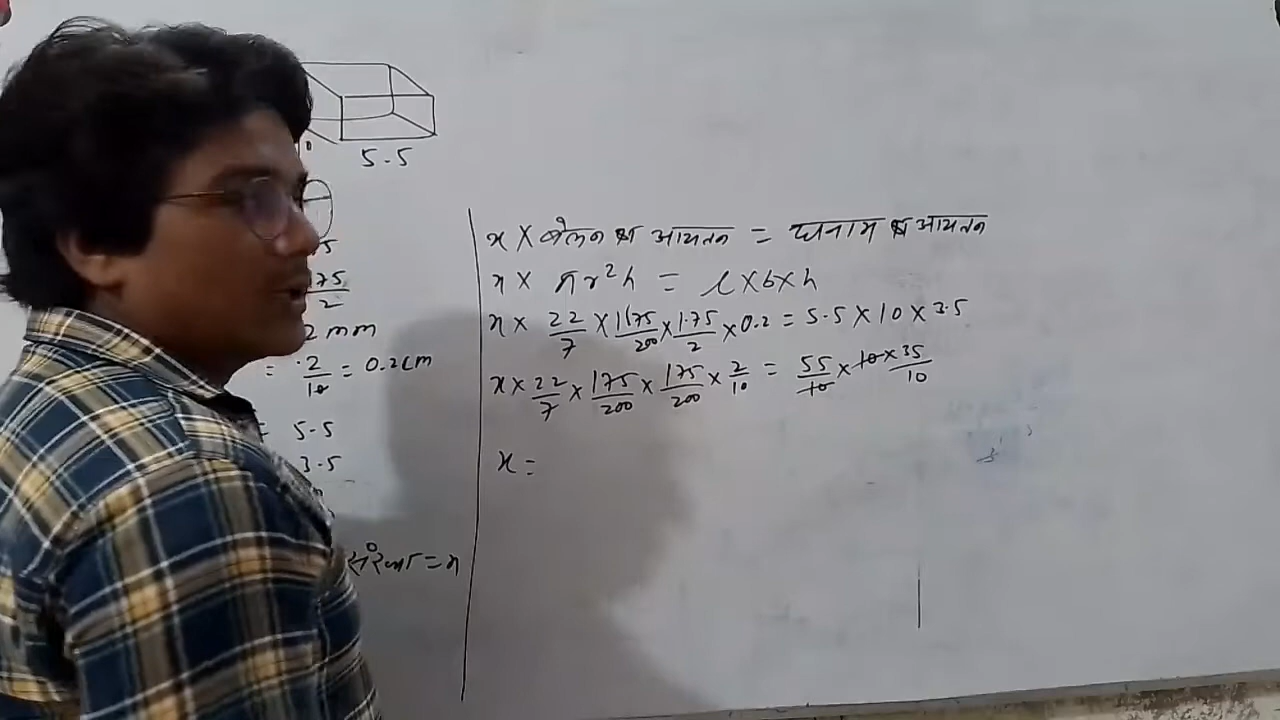 5.5
75
2
2 mm
= 2/10 = 0.2cm
= 5.5
3.5
संख्या = x
x × बेलन का आयतन = घनाभ का आयतन
x × πr²h = l×b×h
x × 22/7 × 1.75/200 × 1.75/2 × 0.2 = 5.5 × 10 × 3.5
x × 22/7 × 175/200 × 175/200 × 2/10 = 55/10 × 10 × 35/10
x =